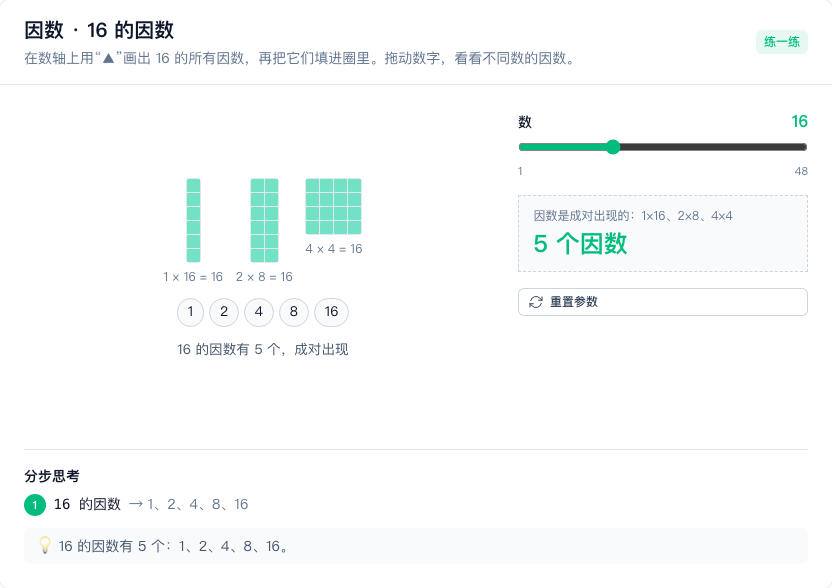 因数 · 16 的因数
在数轴上用“▲”画出 16 的所有因数，再把它们填进圈里。拖动数字，看看不同数的因数。
练一练
数
16
1
48
因数是成对出现的：1×16、2×8、4×4
5 个因数
重置参数
4 × 4 = 16
1 × 16 = 16
2 × 8 = 16
1
2
4
8
16
16 的因数有 5 个，成对出现
分步思考
1 16 的因数 → 1、2、4、8、16
16 的因数有 5 个：1、2、4、8、16。